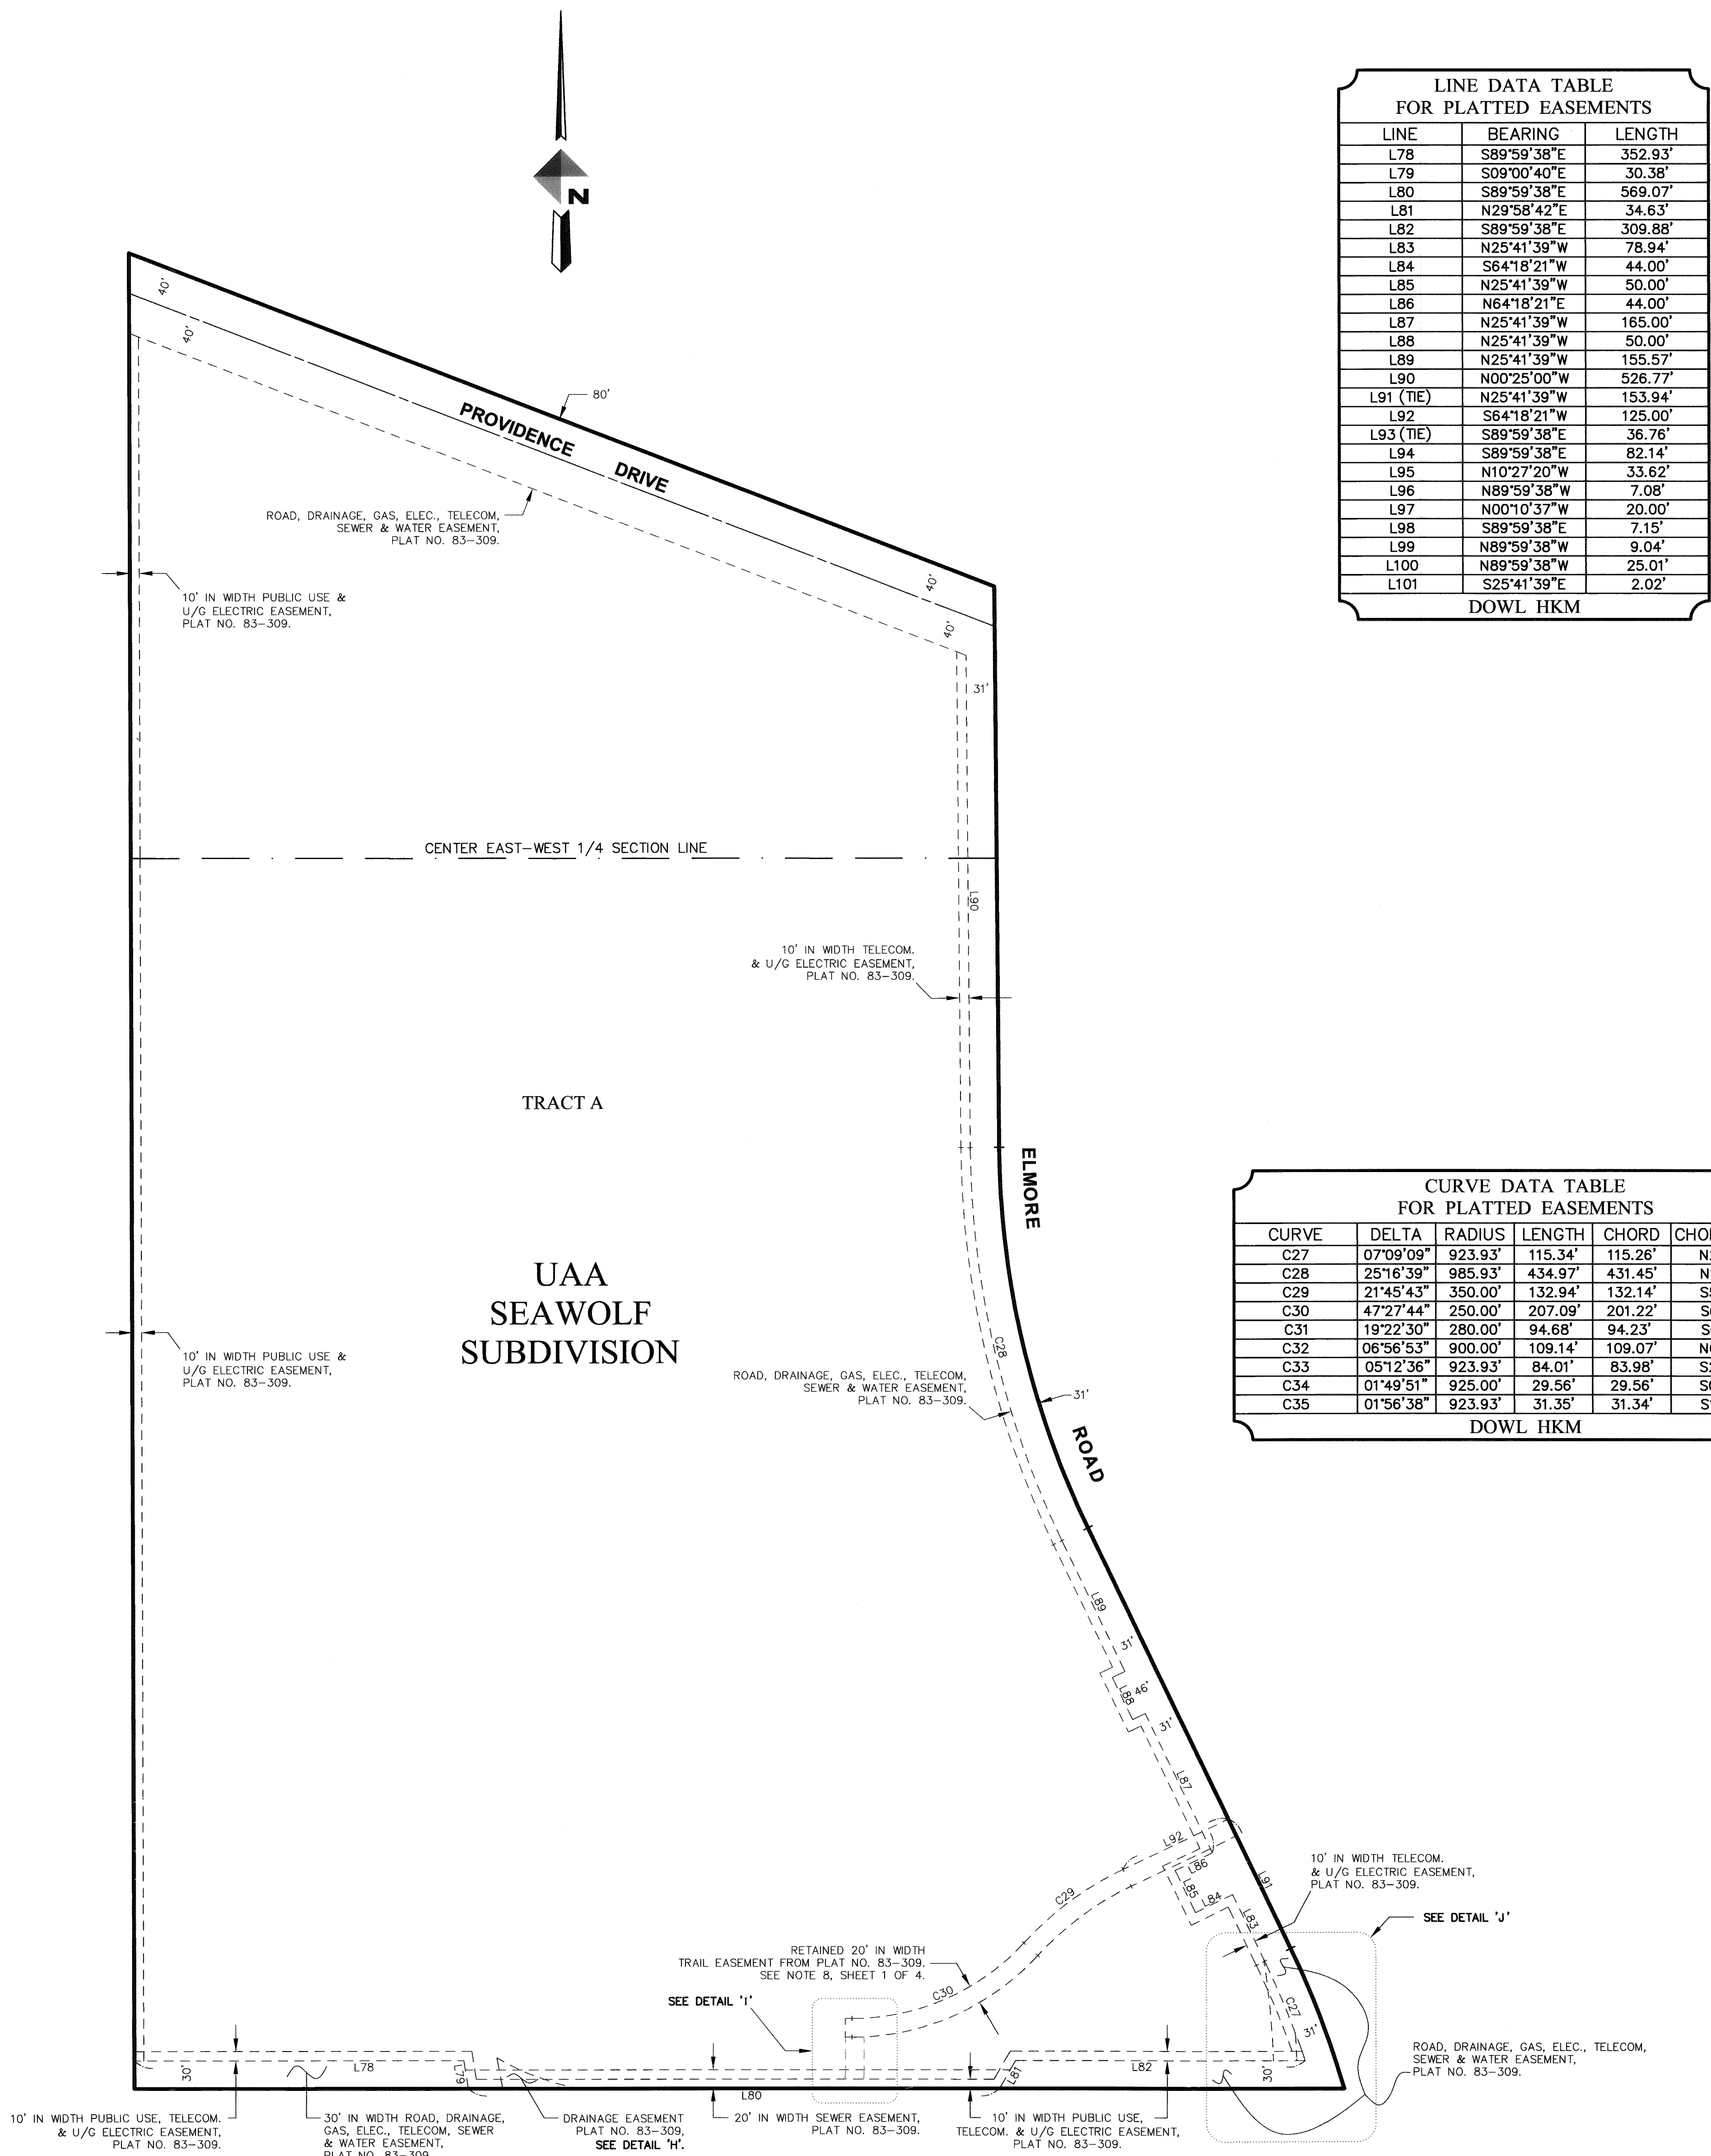 N
LINE DATA TABLE
FOR PLATTED EASEMENTS
LINE BEARING LENGTH
L78 S89°59'38"E 352.93'
L79 S09°00'40"E 30.38'
L80 S89°59'38"E 569.07'
L81 N29°58'42"E 34.63'
L82 S89°59'38"E 309.88'
L83 N25°41'39"W 78.94'
L84 S64°18'21"W 44.00'
L85 N25°41'39"W 50.00'
L86 N64°18'21"E 44.00'
L87 N25°41'39"W 165.00'
L88 N25°41'39"W 50.00'
L89 N25°41'39"W 155.57'
L90 N00°25'00"W 526.77'
L91 (TIE) N25°41'39"W 153.94'
L92 S64°18'21"W 125.00'
L93 (TIE) S89°59'38"E 36.76'
L94 S89°59'38"E 82.14'
L95 N10°27'20"W 33.62'
L96 N89°59'38"W 7.08'
L97 N00°10'37"W 20.00'
L98 S89°59'38"E 7.15'
L99 N89°59'38"W 9.04'
L100 N89°59'38"W 25.01'
L101 S25°41'39"E 2.02'
DOWL HKM
40'
40'
80'
PROVIDENCE DRIVE
ROAD, DRAINAGE, GAS, ELEC., TELECOM,
SEWER & WATER EASEMENT,
PLAT NO. 83-309.
40'
40'
31'
10' IN WIDTH PUBLIC USE &
U/G ELECTRIC EASEMENT,
PLAT NO. 83-309.
CENTER EAST-WEST 1/4 SECTION LINE
L90
10' IN WIDTH TELECOM.
& U/G ELECTRIC EASEMENT,
PLAT NO. 83-309.
TRACT A
ELMORE
ROAD
UAA
SEAWOLF
SUBDIVISION
CURVE DATA TABLE
FOR PLATTED EASEMENTS
CURVE DELTA RADIUS LENGTH CHORD
C27 07°09'09" 923.93' 115.34' 115.26'
C28 25°16'39" 985.93' 434.97' 431.45'
C29 21°45'43" 350.00' 132.94' 132.14'
C30 47°27'44" 250.00' 207.09' 201.22'
C31 19°22'30" 280.00' 94.68' 94.23'
C32 06°56'53" 900.00' 109.14' 109.07'
C33 05°12'36" 923.93' 84.01' 83.98'
C34 01°49'51" 925.00' 29.56' 29.56'
C35 01°56'38" 923.93' 31.35' 31.34'
DOWL HKM
10' IN WIDTH PUBLIC USE &
U/G ELECTRIC EASEMENT,
PLAT NO. 83-309.
C28
31'
ROAD, DRAINAGE, GAS, ELEC., TELECOM,
SEWER & WATER EASEMENT,
PLAT NO. 83-309.
L89
31'
L88 46'
31'
L87
L92
L86
L85
L84
L83
L91
C29
10' IN WIDTH TELECOM.
& U/G ELECTRIC EASEMENT,
PLAT NO. 83-309.
SEE DETAIL 'J'
RETAINED 20' IN WIDTH
TRAIL EASEMENT FROM PLAT NO. 83-309.
SEE NOTE 8, SHEET 1 OF 4.
C30
SEE DETAIL 'I'
C27
31'
30'
ROAD, DRAINAGE, GAS, ELEC., TELECOM,
SEWER & WATER EASEMENT,
PLAT NO. 83-309.
30'
L78
L79
L80
L81
L82
10' IN WIDTH PUBLIC USE, TELECOM.
& U/G ELECTRIC EASEMENT,
PLAT NO. 83-309.
30' IN WIDTH ROAD, DRAINAGE,
GAS, ELEC., TELECOM, SEWER
& WATER EASEMENT,
PLAT NO. 83-309
DRAINAGE EASEMENT
PLAT NO. 83-309,
SEE DETAIL 'H'.
20' IN WIDTH SEWER EASEMENT,
PLAT NO. 83-309.
10' IN WIDTH PUBLIC USE,
TELECOM. & U/G ELECTRIC EASEMENT,
PLAT NO. 83-309.